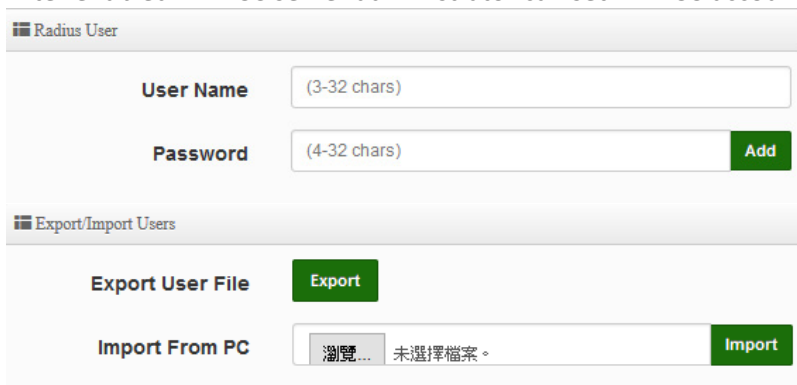 Radius User
User Name (3-32 chars)
Password (4-32 chars) Add
Export/Import Users
Export User File Export
Import From PC 瀏覽... 未選擇檔案。 Import